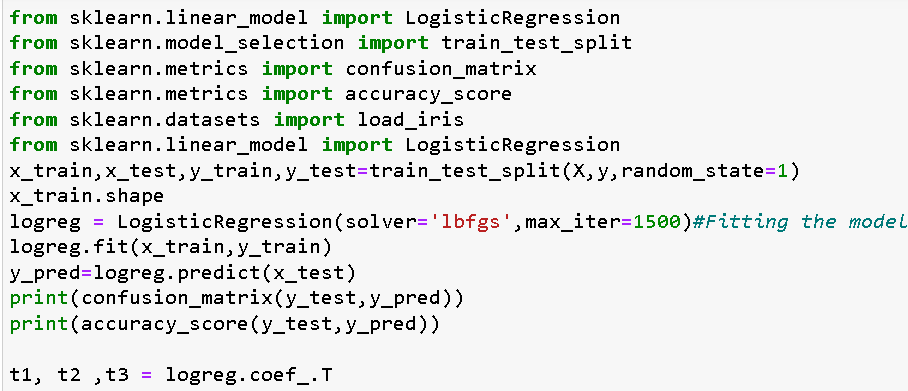 from sklearn.linear_model import LogisticRegression
from sklearn.model_selection import train_test_split
from sklearn.metrics import confusion_matrix
from sklearn.metrics import accuracy_score
from sklearn.datasets import load_iris
from sklearn.linear_model import LogisticRegression
x_train,x_test,y_train,y_test=train_test_split(X,y,random_state=1)
x_train.shape
logreg = LogisticRegression(solver='lbfgs',max_iter=1500)#Fitting the model
logreg.fit(x_train,y_train)
y_pred=logreg.predict(x_test)
print(confusion_matrix(y_test,y_pred))
print(accuracy_score(y_test,y_pred))
t1, t2 ,t3 = logreg.coef_.T